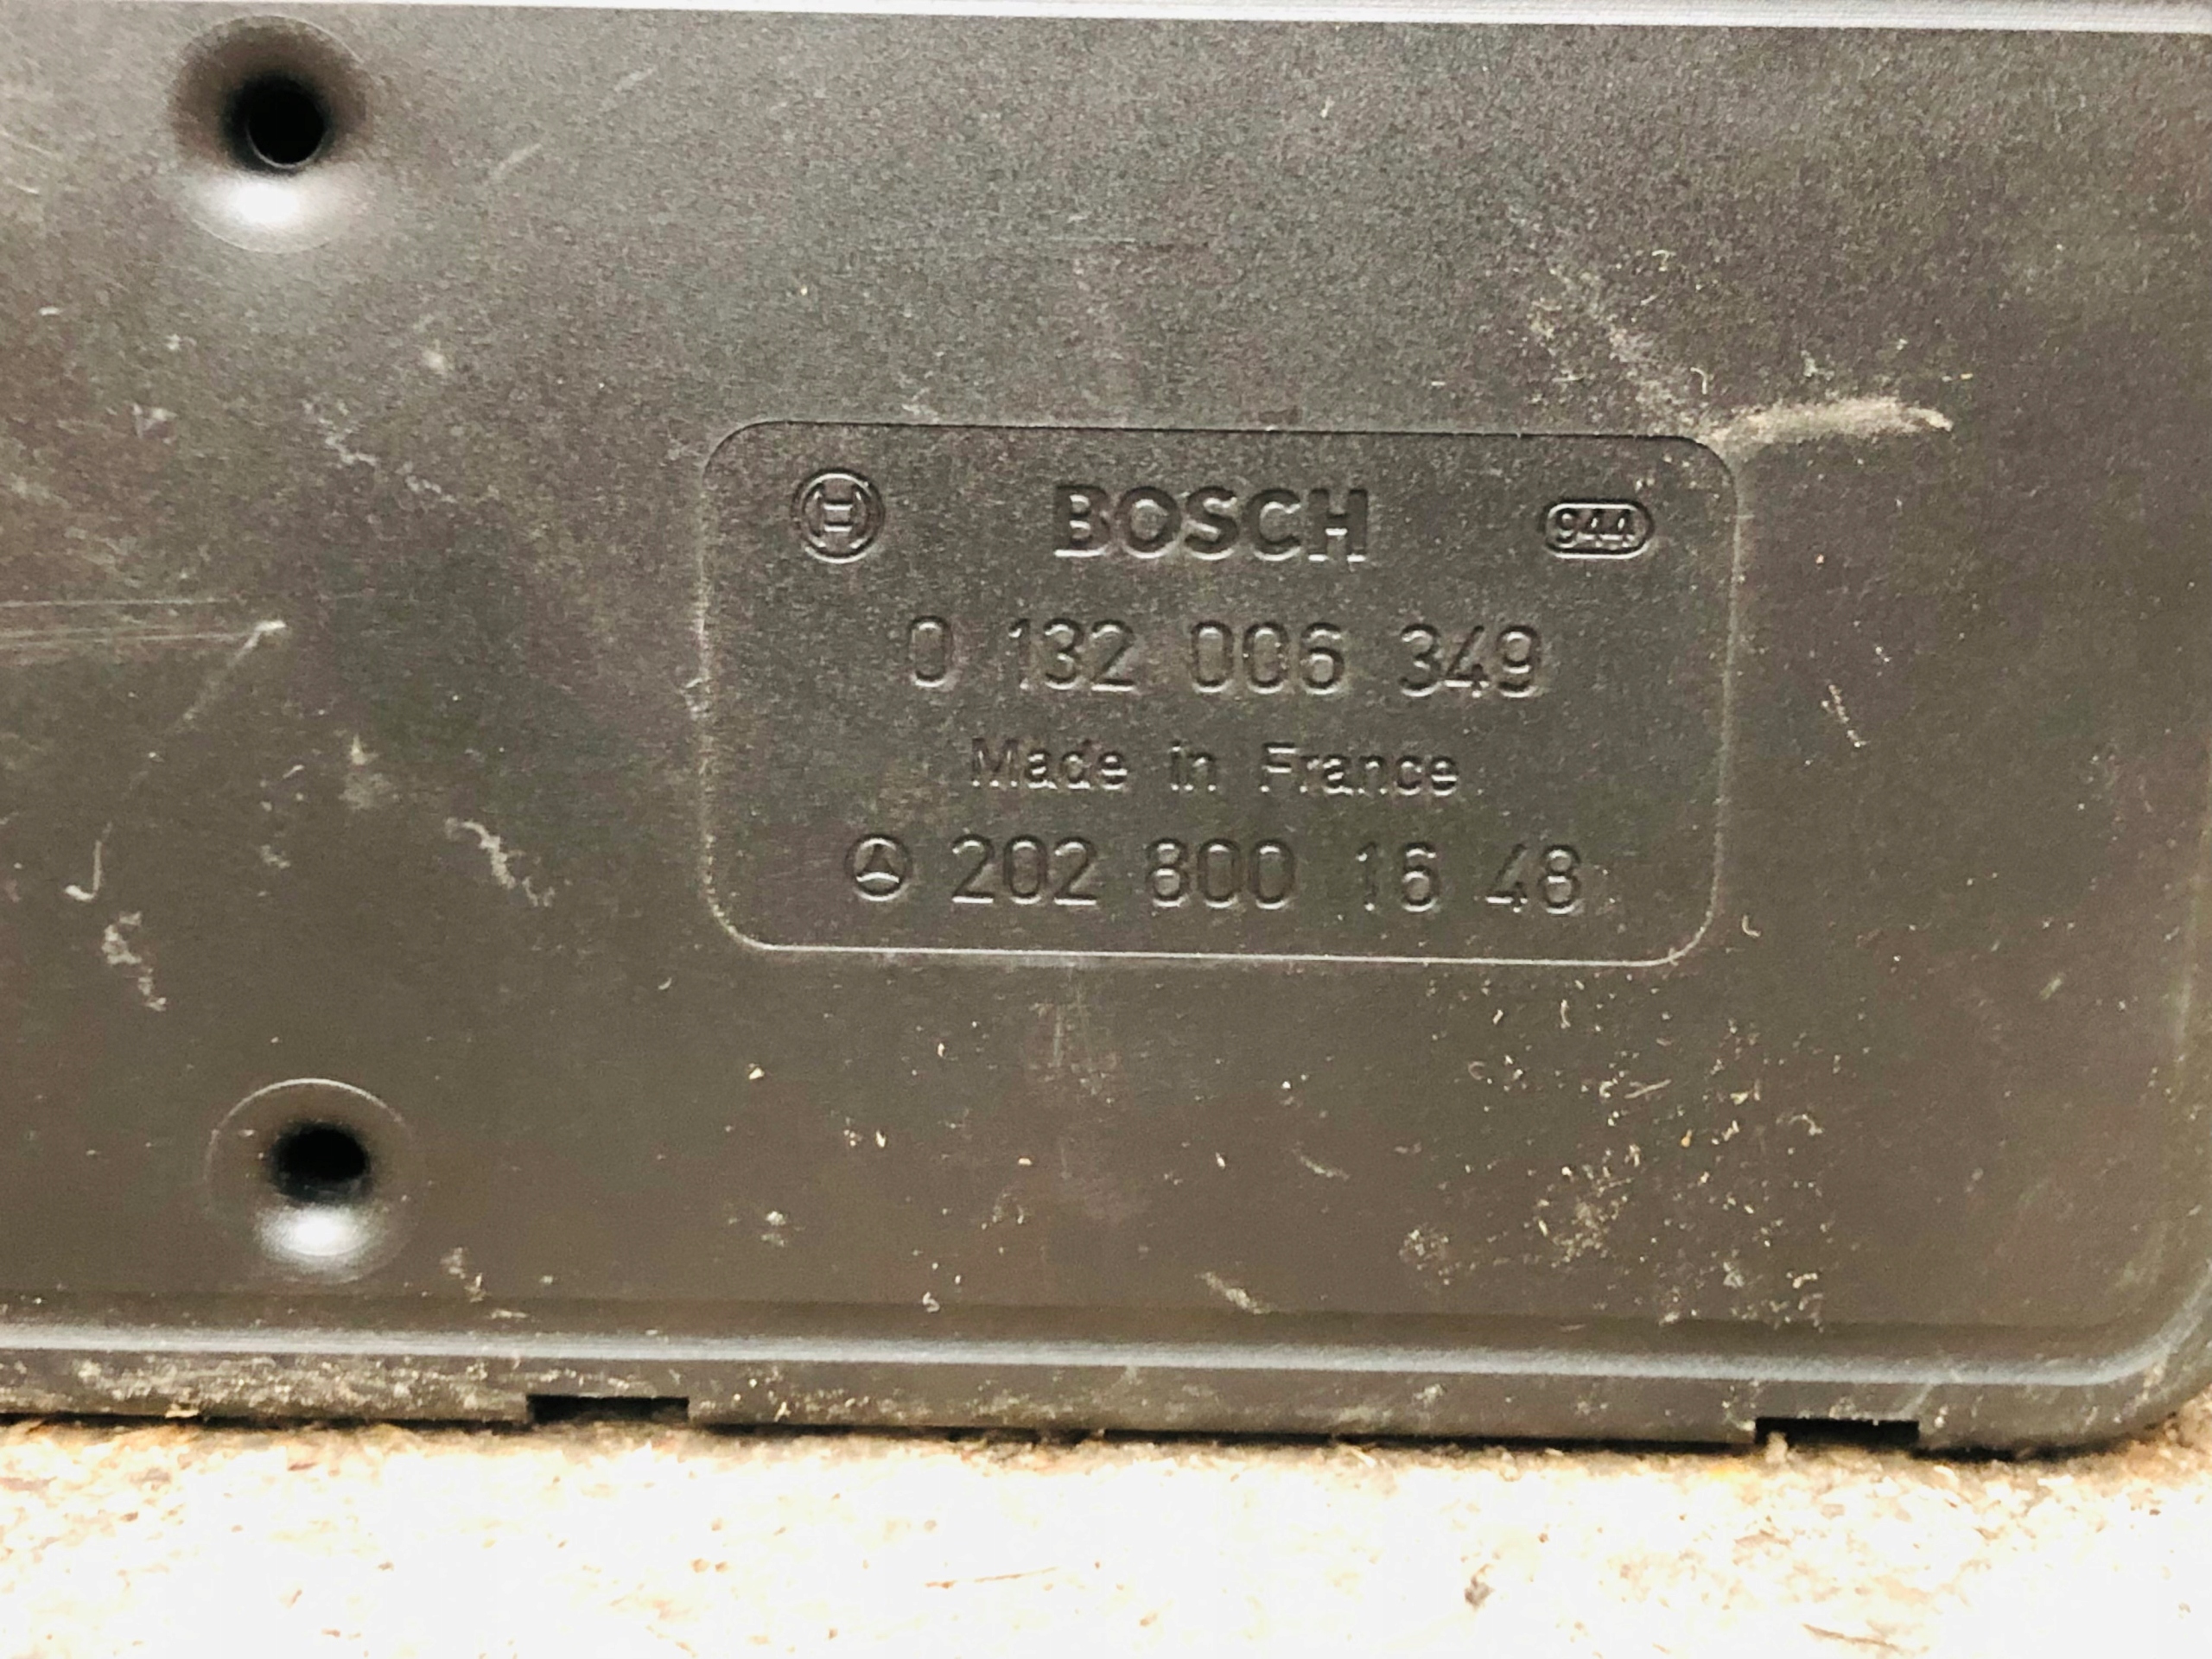 BOSCH 944
0 132 006 349
Made in France
202 800 16 48